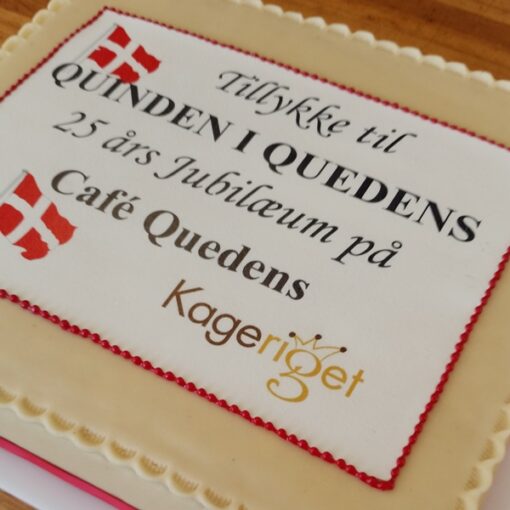 Tillykke til
QUINDEN I QUEDENS
25 års Jubilæum på
Café Quedens
Kageriget